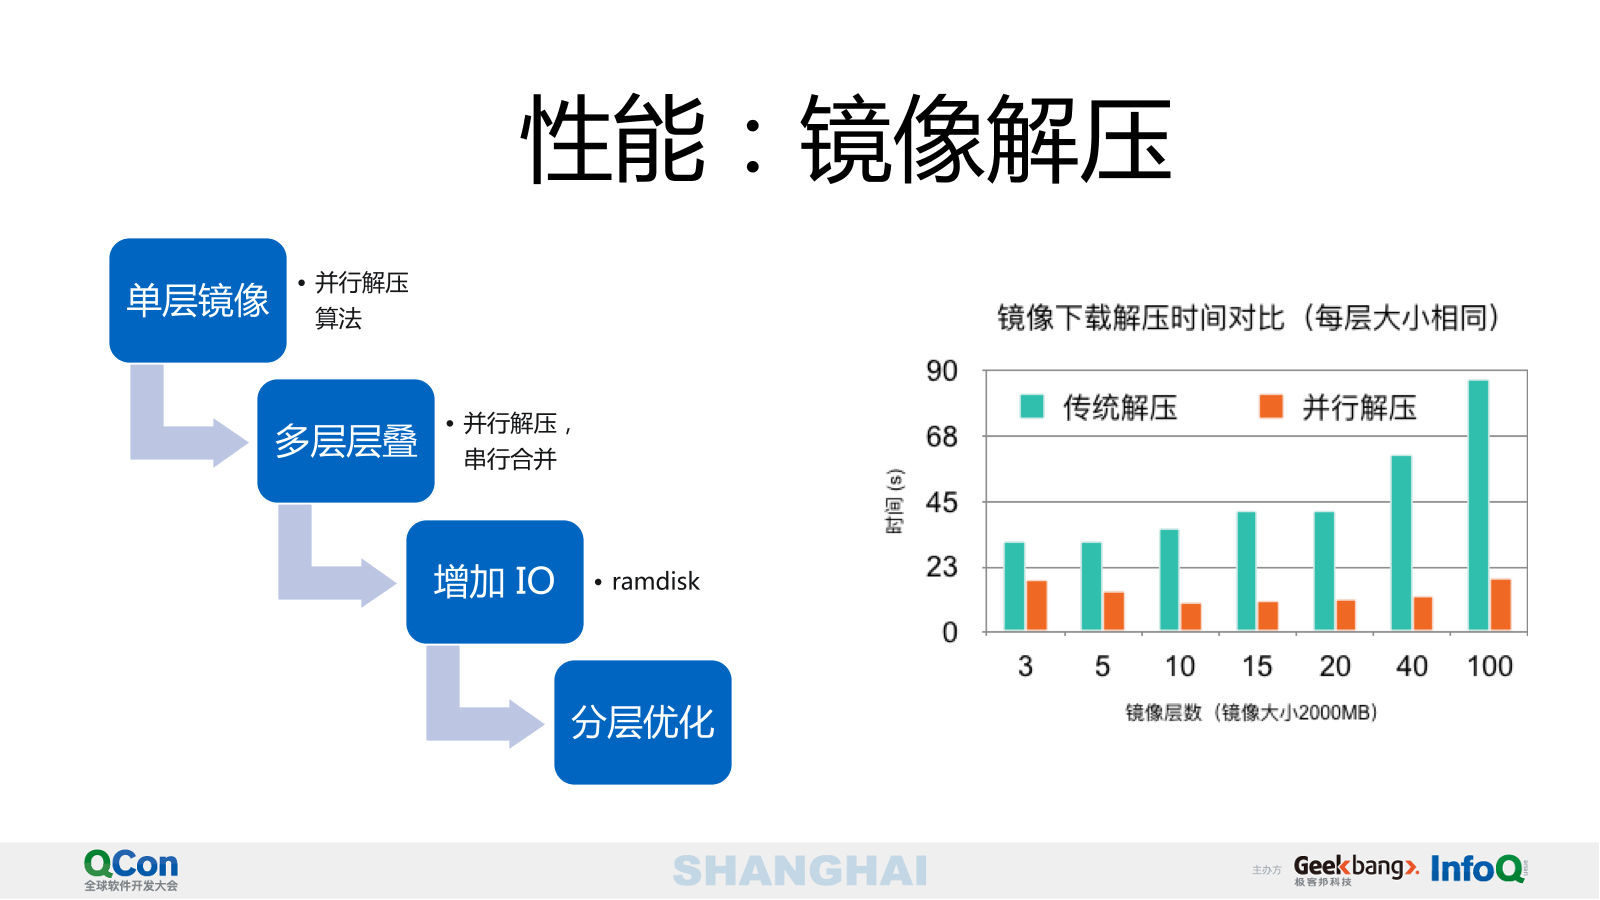 性能：镜像解压
单层镜像
• 并行解压
算法
多层层叠
• 并行解压，
串行合并
增加 IO
• ramdisk
分层优化
镜像下载解压时间对比（每层大小相同）
传统解压
并行解压
时间 (s)
90
68
45
23
0
3 5 10 15 20 40 100
镜像层数（镜像大小2000MB）
QCon
全球软件开发大会
SHANGHAI
主办方
Geekbang
极客邦科技
InfoQ